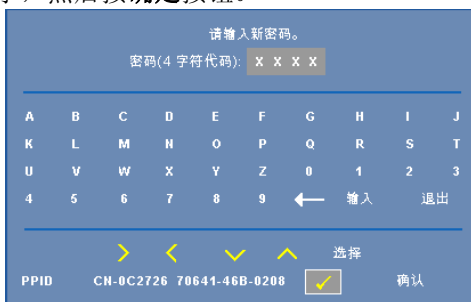 请输入新密码。
密码(4 字符代码): X X X X
A B C D E F G H I J
K L M N O P Q R S T
U V W X Y Z 0 1 2 3
4 5 6 7 8 9 ← 输入 退出
> < ∨ ∧ 选择
PPID CN-0C2726 70641-46B-0208 ✓ 确认